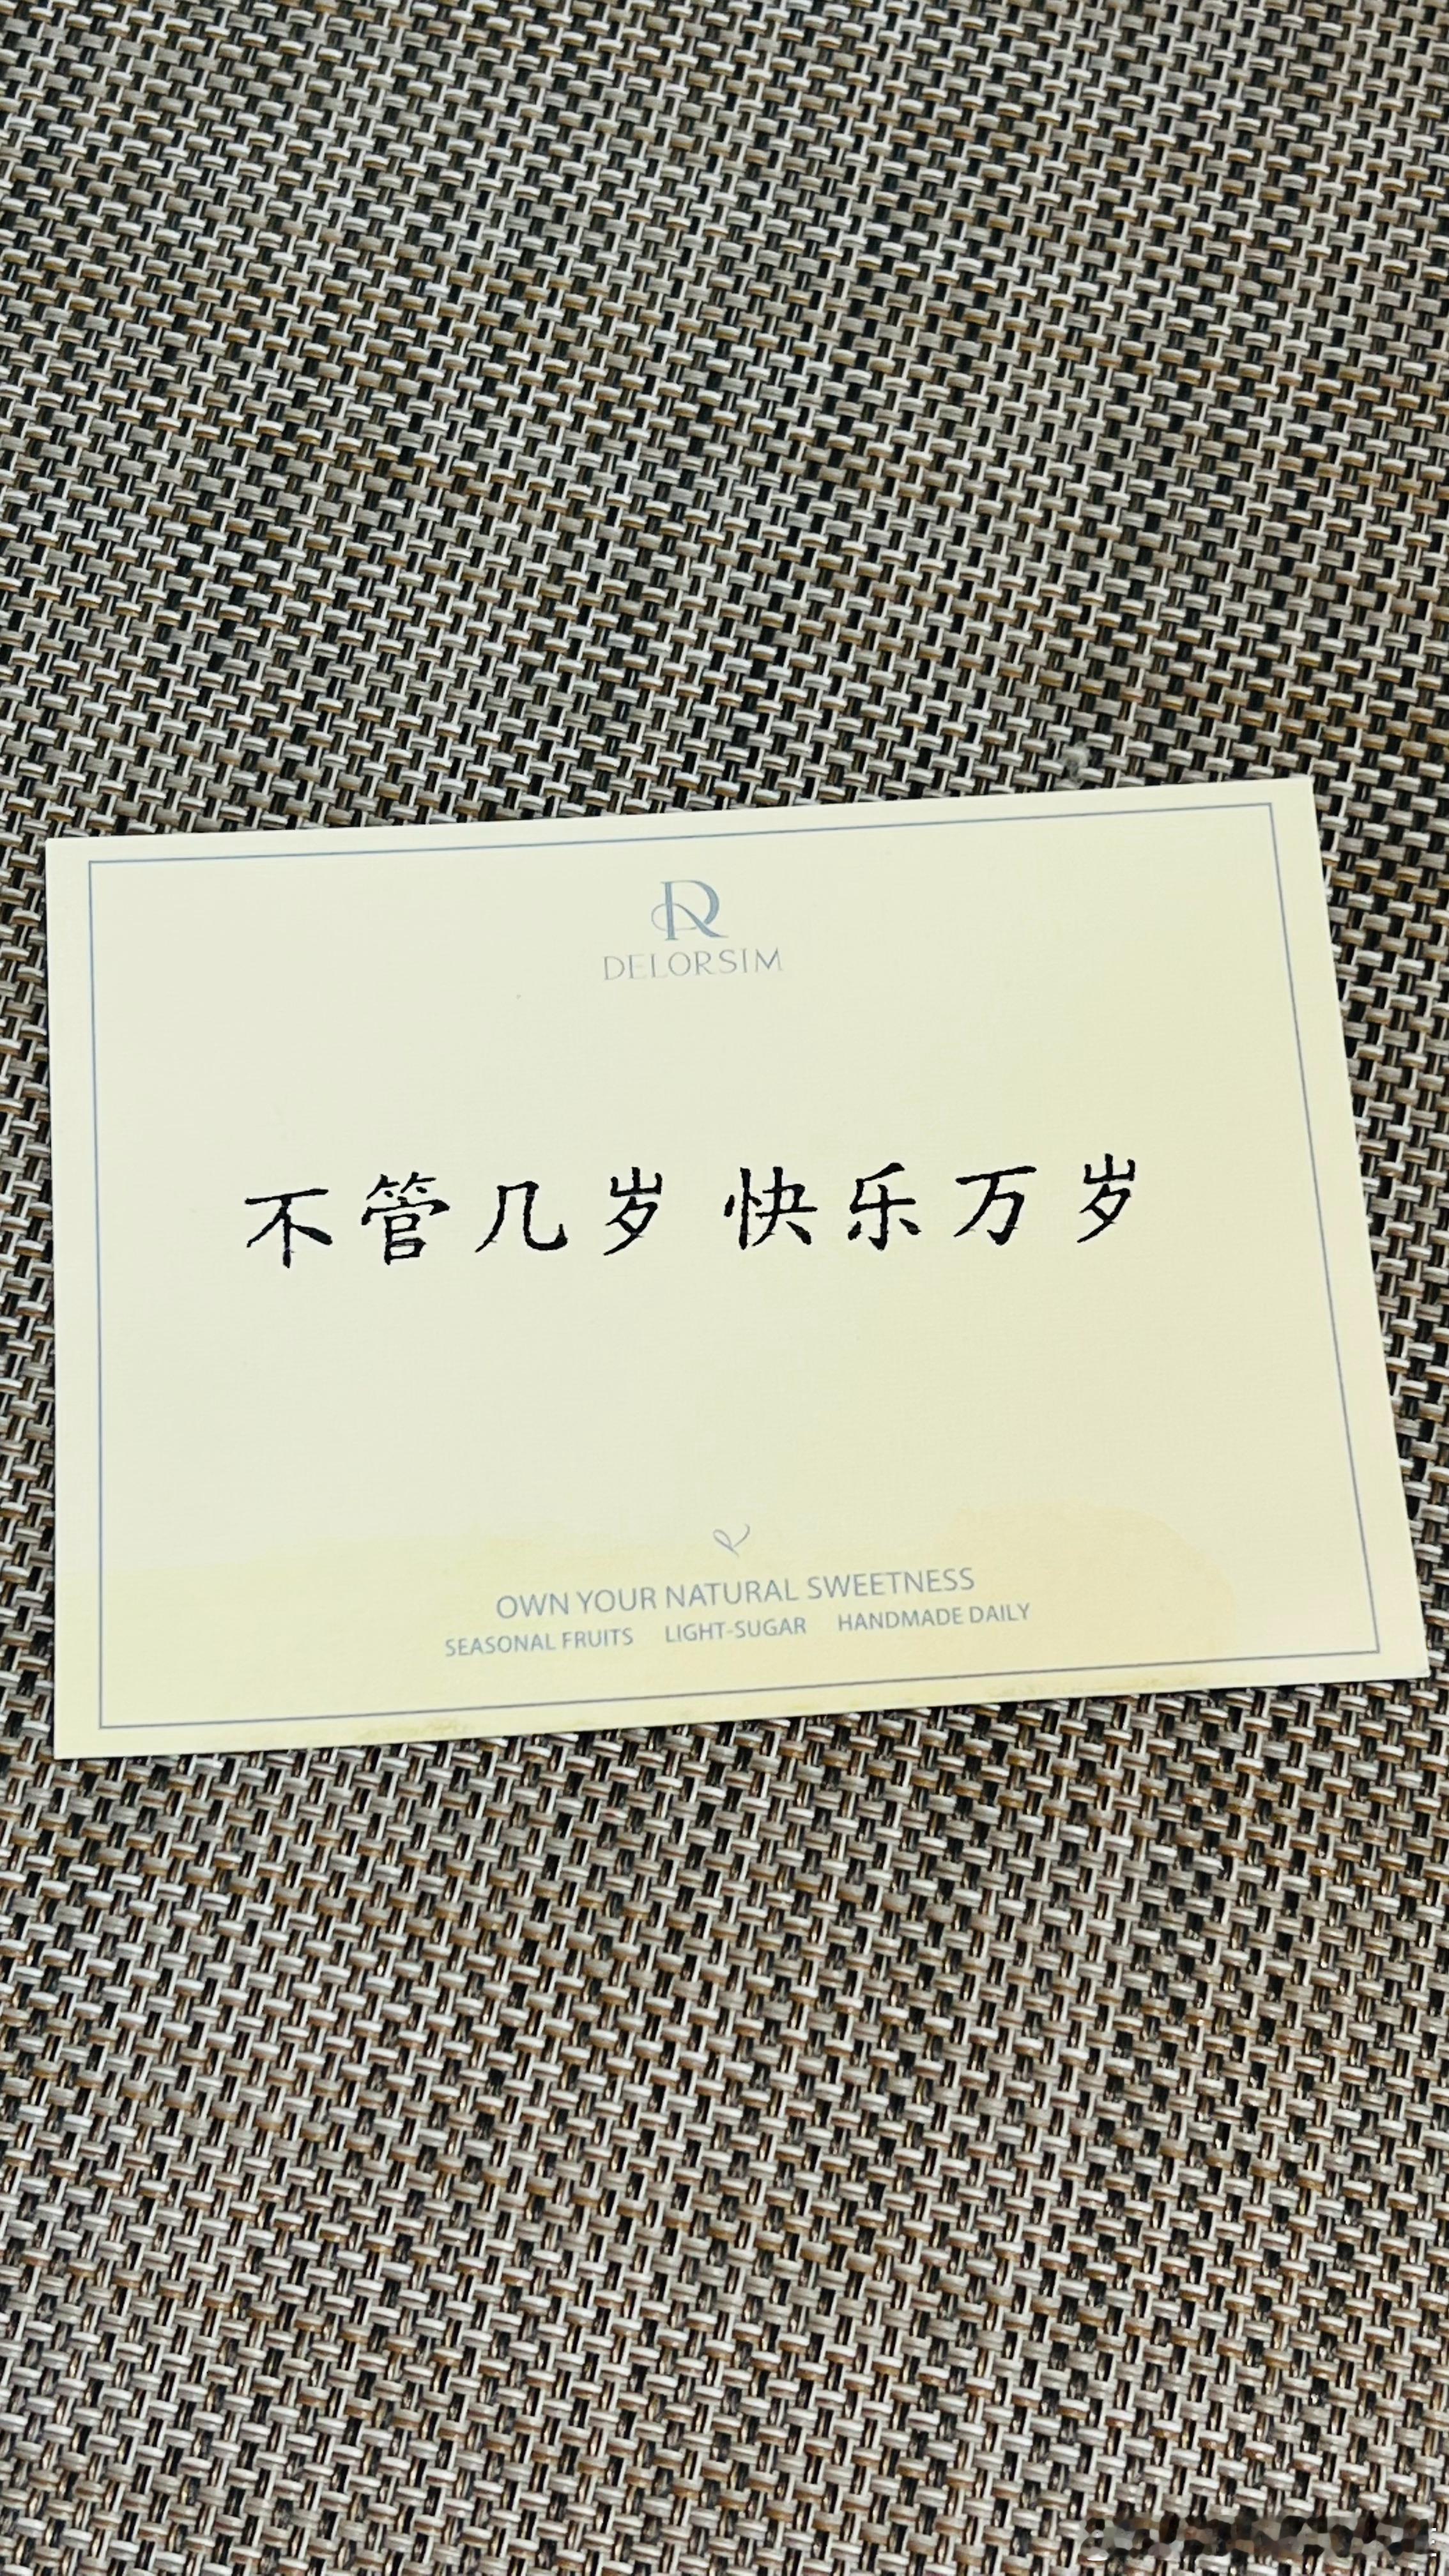 DELORSIM
不管几岁 快乐万岁
OWN YOUR NATURAL SWEETNESS
SEASONAL FRUITS LIGHT-SUGAR HANDMADE DAILY